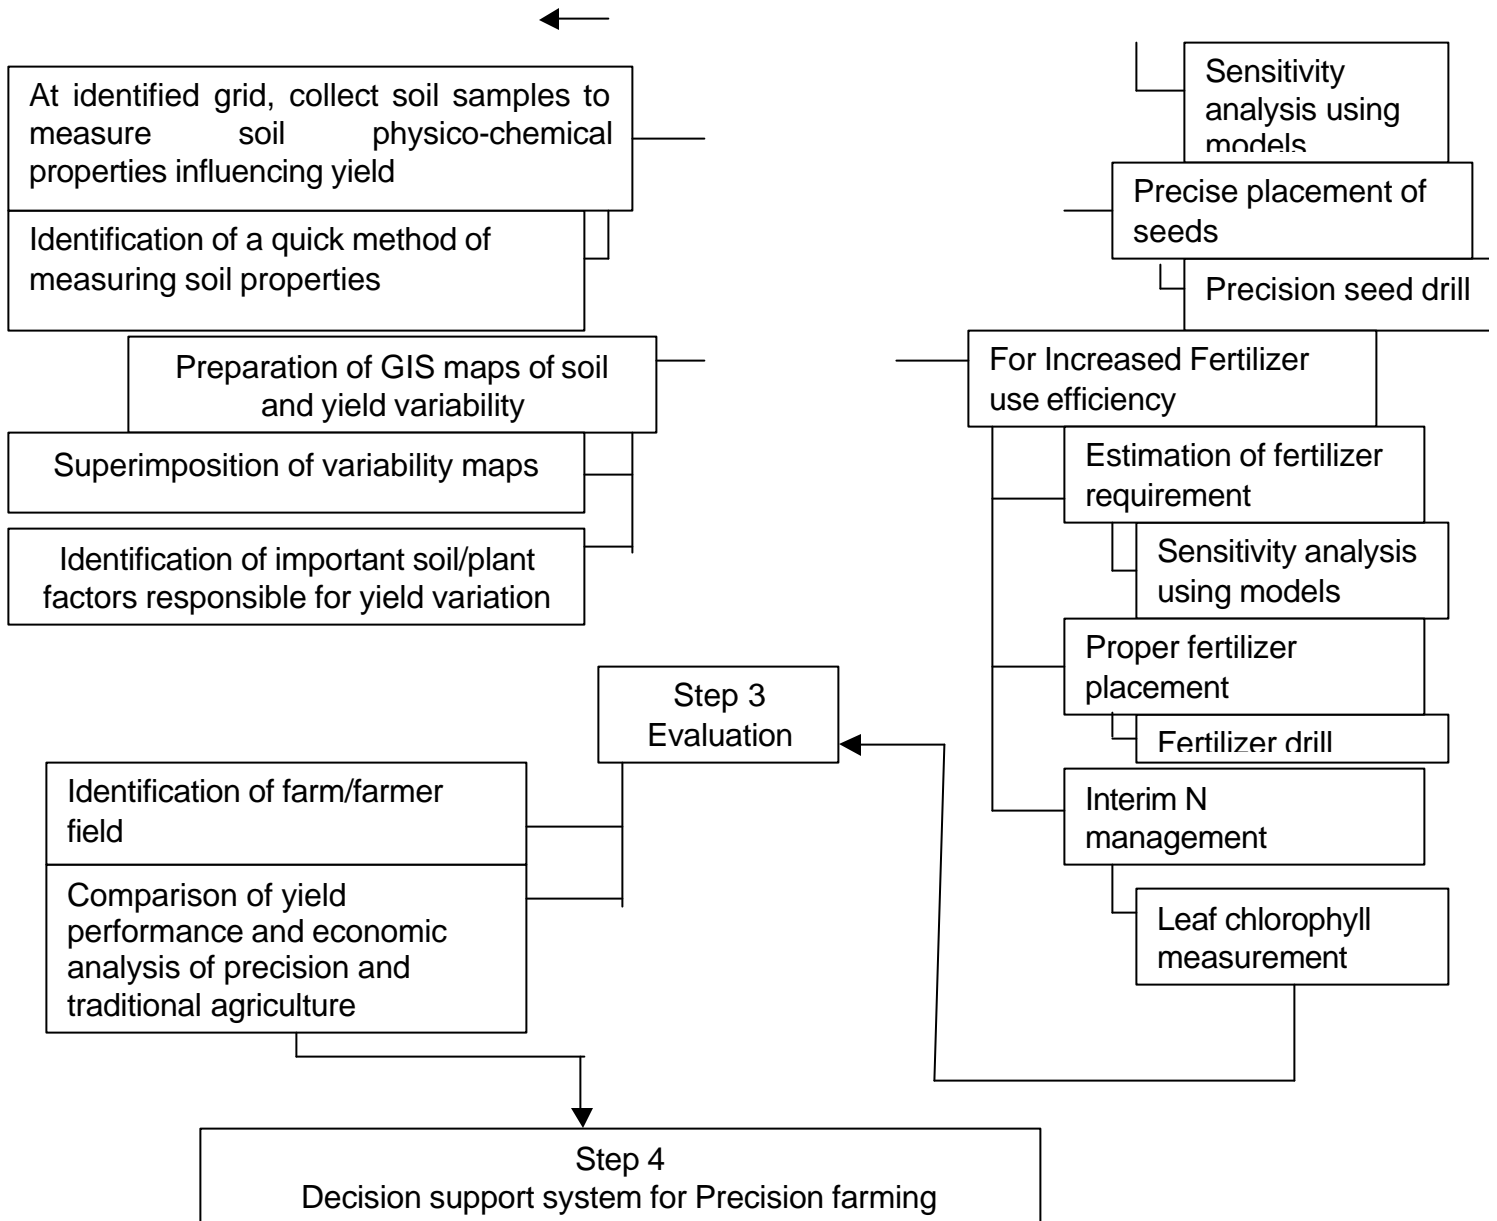 At identified grid, collect soil samples to
measure soil physico-chemical
properties influencing yield
Identification of a quick method of
measuring soil properties
Preparation of GIS maps of soil
and yield variability
Superimposition of variability maps
Identification of important soil/plant
factors responsible for yield variation
Sensitivity
analysis using
models
Precise placement of
seeds
Precision seed drill
For Increased Fertilizer
use efficiency
Estimation of fertilizer
requirement
Sensitivity analysis
using models
Proper fertilizer
placement
Fertilizer drill
Interim N
management
Leaf chlorophyll
measurement
Step 3
Evaluation
Identification of farm/farmer
field
Comparison of yield
performance and economic
analysis of precision and
traditional agriculture
Step 4
Decision support system for Precision farming